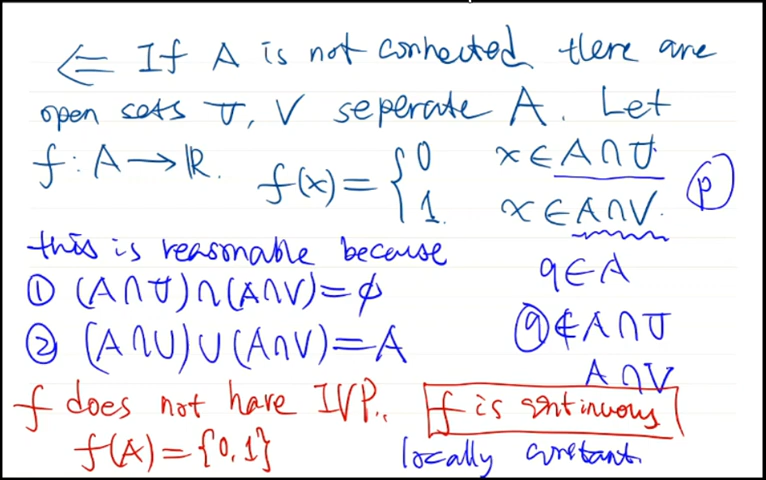 ⇐ If A is not connected there are
open sets U, V seperate A. Let
f : A → ℝ. f(x) = { 0 x ∈ A∩U
1. x ∈ A∩V. p
this is reasonable because
q ∈ A
① (A∩U)∩(A∩V) = ϕ
q ∉ A∩U
② (A∩U)∪(A∩V) = A
A∩V
f does not have IVP.. f is continuous
f(A) = {0,1} locally constant.